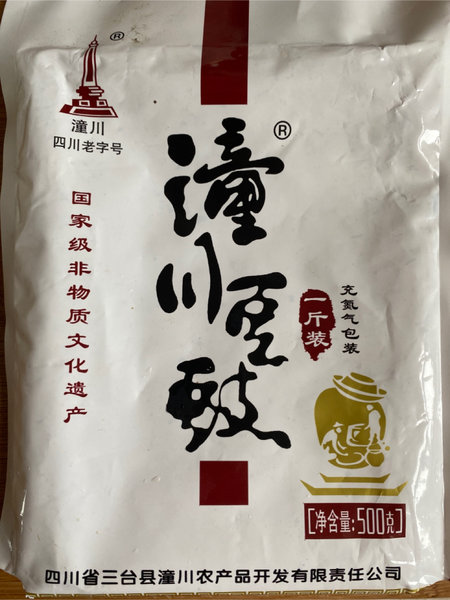 ®
潼川
四川老字号
国家级非物质文化遗产
潼川豆豉
®
一斤装
充氮气包装
[净含量:500克]
四川省三台县潼川农产品开发有限责任公司